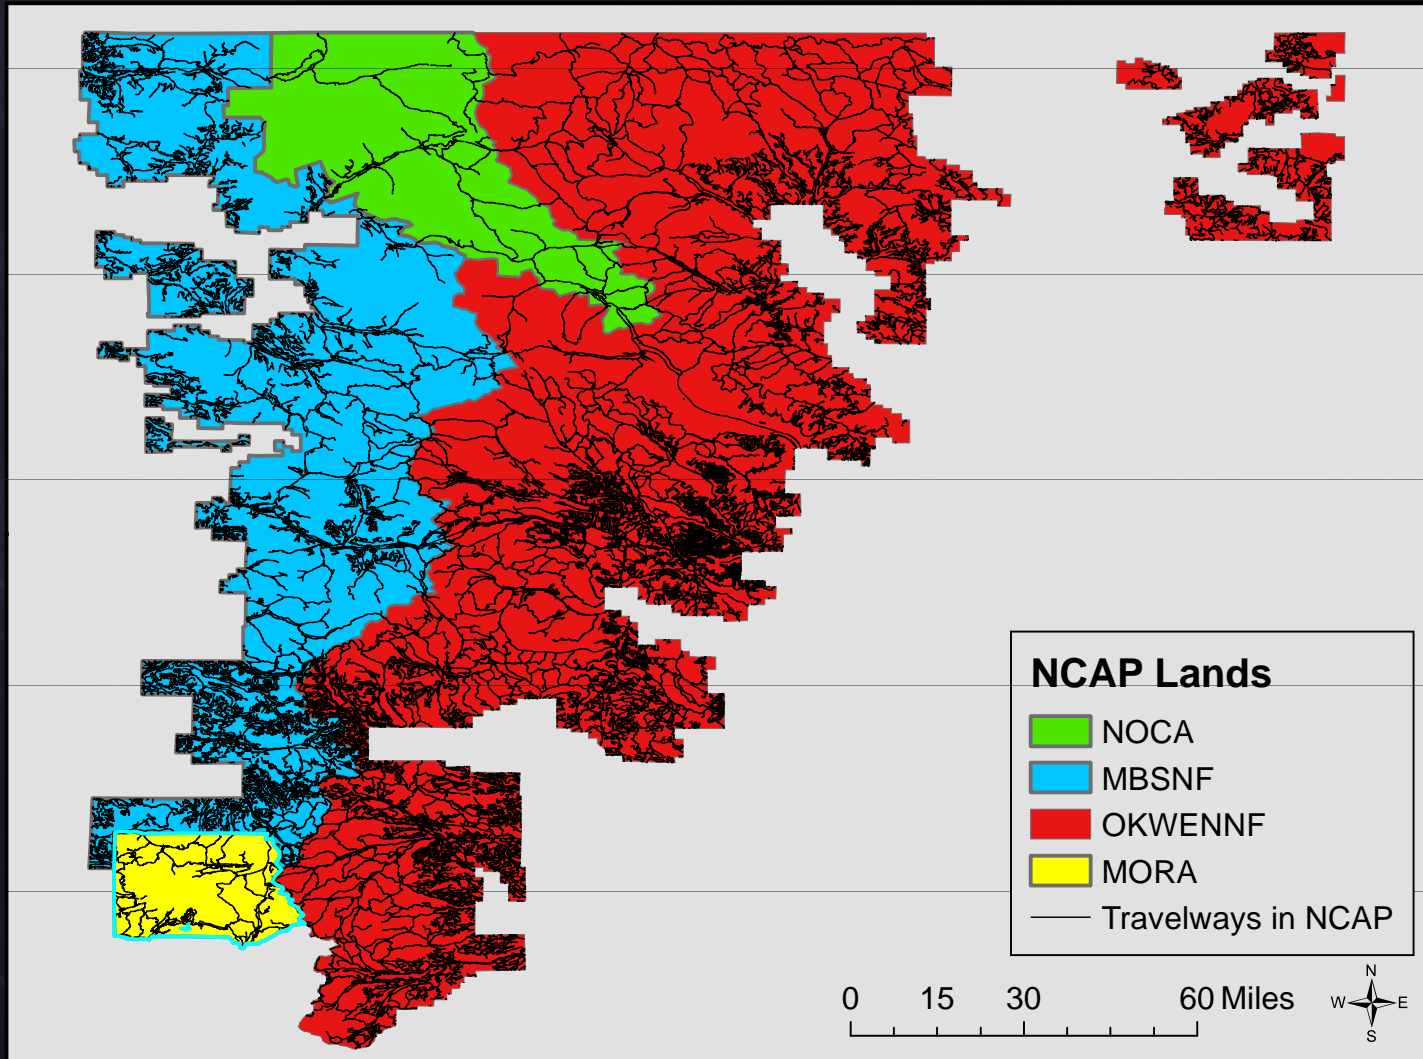 NCAP Lands
NOCA
MBSNF
OKWENNF
MORA
Travelways in NCAP
0 15 30 60 Miles
N
W E
S